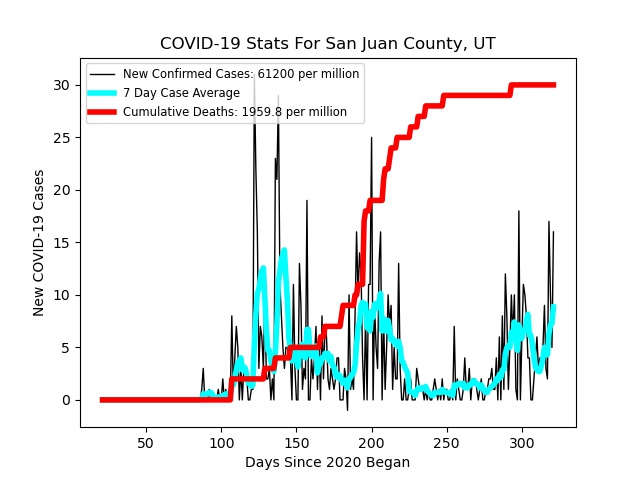 COVID-19 Stats For San Juan County, UT
New Confirmed Cases: 61200 per million
7 Day Case Average
Cumulative Deaths: 1959.8 per million
30
25
20
15
10
5
0
New COVID-19 Cases
50
100
150
200
250
300
Days Since 2020 Began